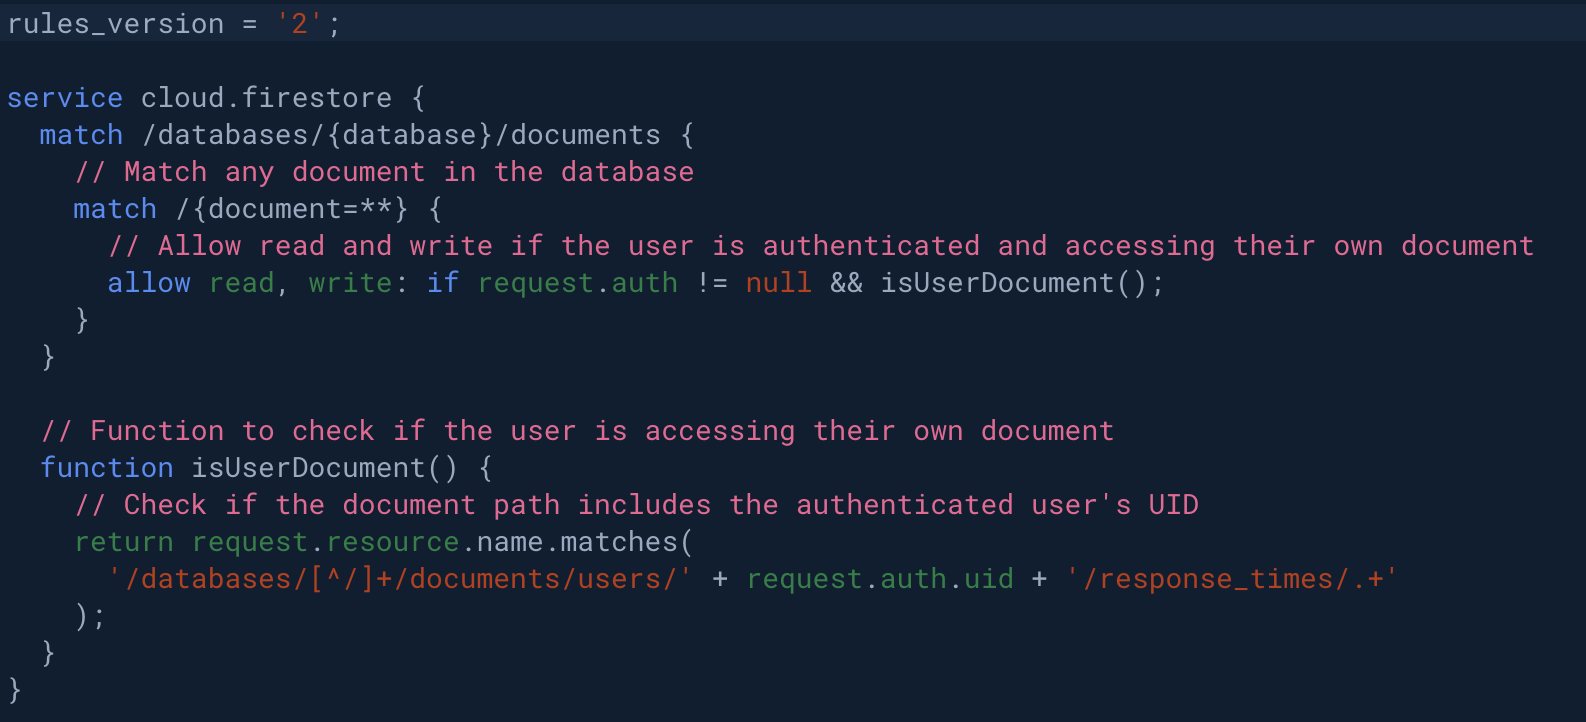 rules_version = '2';

service cloud.firestore {
  match /databases/{database}/documents {
    // Match any document in the database
    match /{document=**} {
      // Allow read and write if the user is authenticated and accessing their own document
      allow read, write: if request.auth != null && isUserDocument();
    }
  }

  // Function to check if the user is accessing their own document
  function isUserDocument() {
    // Check if the document path includes the authenticated user's UID
    return request.resource.name.matches(
      '/databases/[^/]+/documents/users/' + request.auth.uid + '/response_times/.+'
    );
  }
}